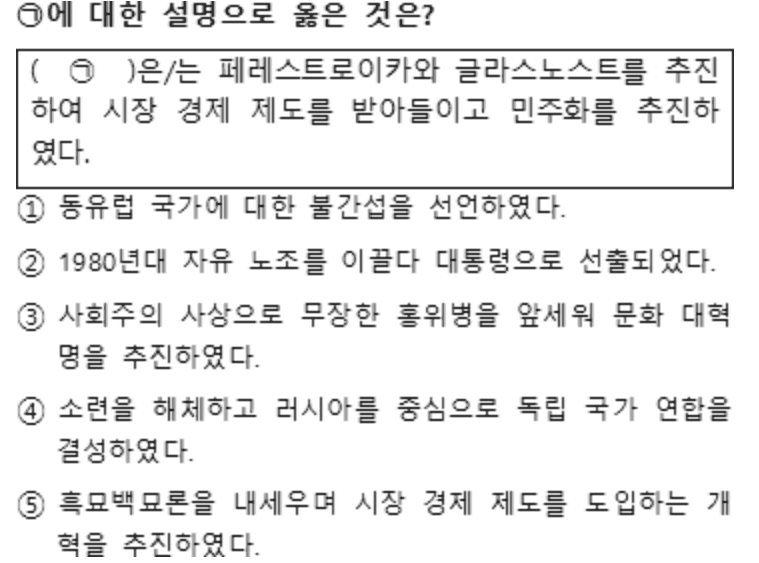 ㉠에 대한 설명으로 옳은 것은?
( ㉠ )은/는 페레스트로이카와 글라스노스트를 추진
하여 시장 경제 제도를 받아들이고 민주화를 추진하
였다.
① 동유럽 국가에 대한 불간섭을 선언하였다.
② 1980년대 자유 노조를 이끌다 대통령으로 선출되었다.
③ 사회주의 사상으로 무장한 홍위병을 앞세워 문화 대혁
명을 추진하였다.
④ 소련을 해체하고 러시아를 중심으로 독립 국가 연합을
결성하였다.
⑤ 흑묘백묘론을 내세우며 시장 경제 제도를 도입하는 개
혁을 추진하였다.